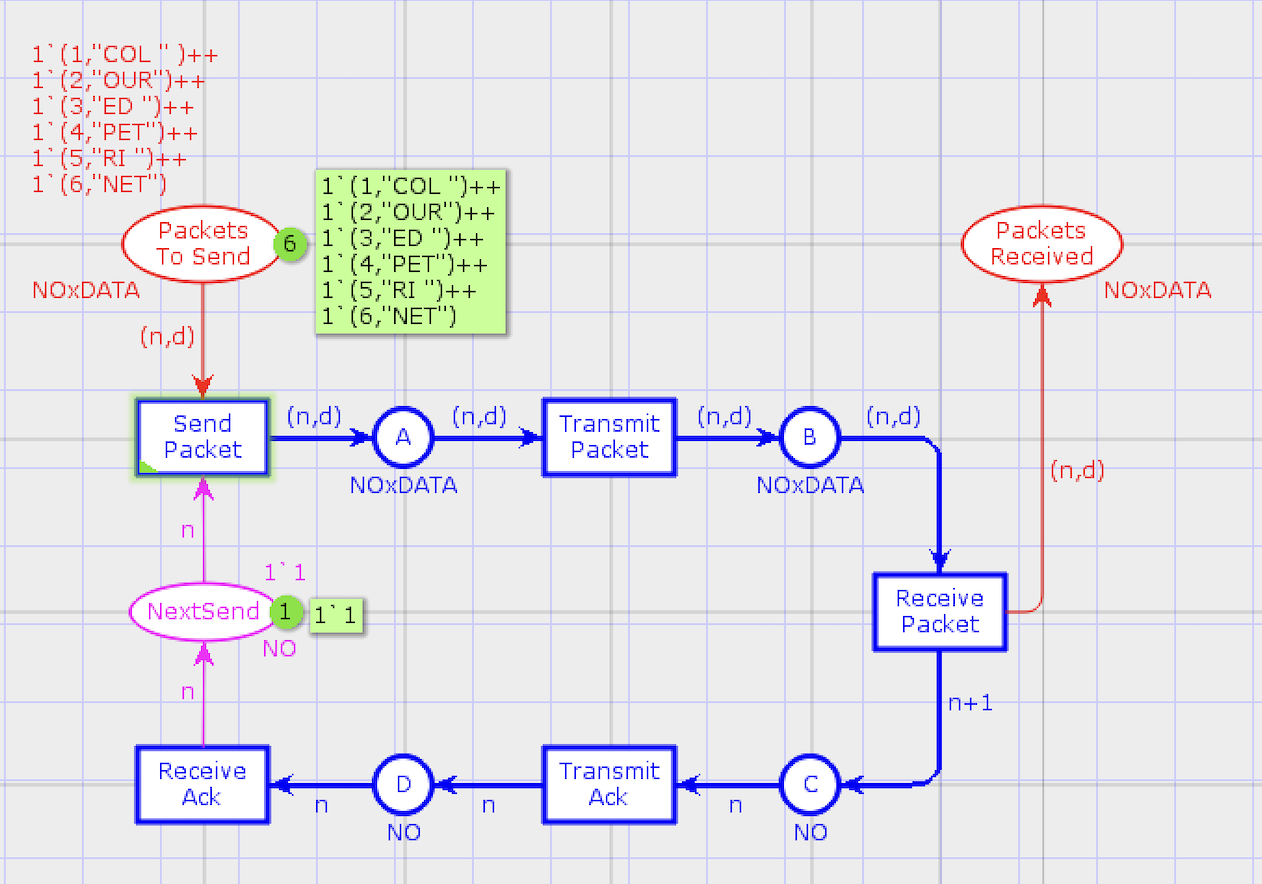 1`(1,"COL " )++
1`(2,"OUR")++
1`(3,"ED ")++
1`(4,"PET")++
1`(5,"RI ")++
1`(6,"NET")
Packets
To Send
6
1`(1,"COL ")++
1`(2,"OUR")++
1`(3,"ED ")++
1`(4,"PET")++
1`(5,"RI ")++
1`(6,"NET")
Packets
Received
NOxDATA
NOxDATA
(n,d)
Send
Packet
(n,d)
A
NOxDATA
(n,d)
Transmit
Packet
(n,d)
B
NOxDATA
(n,d)
(n,d)
n
1`1
NextSend
1
1`1
NO
Receive
Packet
n
n+1
Receive
Ack
n
D
NO
n
Transmit
Ack
n
C
NO